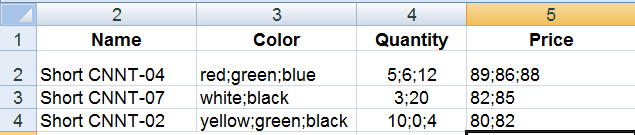 2 3 4 5
1 Name Color Quantity Price
2 Short CNNT-04 red;green;blue 5;6;12 89;86;88
3 Short CNNT-07 white;black 3;20 82;85
4 Short CNNT-02 yellow;green;black 10;0;4 80;82